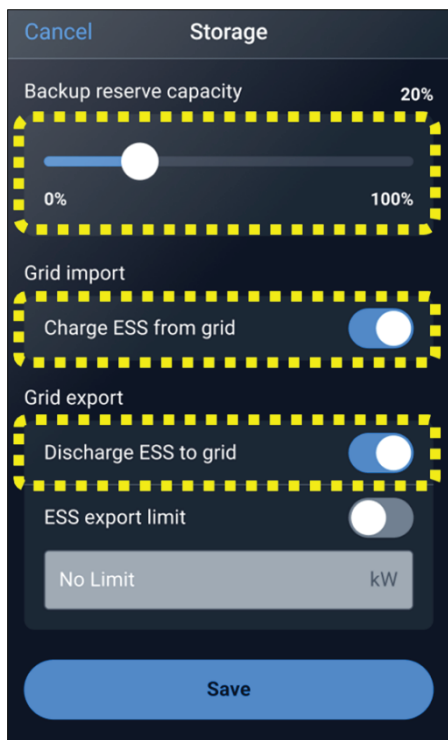 Cancel Storage
Backup reserve capacity 20%
0% 100%
Grid import
Charge ESS from grid
Grid export
Discharge ESS to grid
ESS export limit
No Limit kW
Save